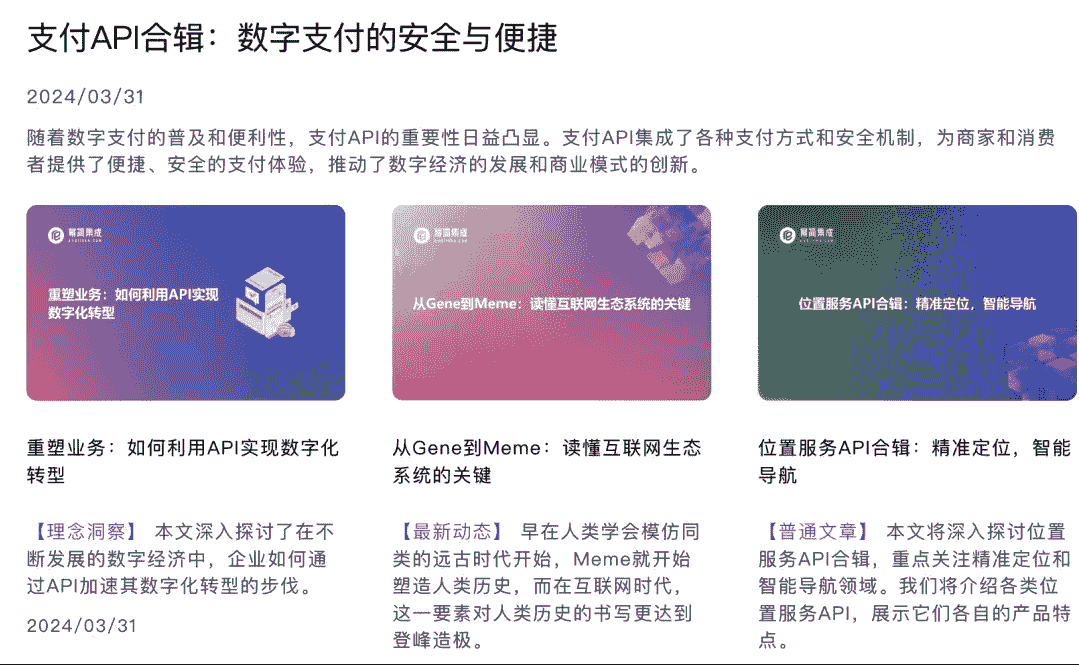 支付API合辑：数字支付的安全与便捷
2024/03/31
随着数字支付的普及和便利性，支付API的重要性日益凸显。支付API集成了各种支付方式和安全机制，为商家和消费
者提供了便捷、安全的支付体验，推动了数字经济的发展和商业模式的创新。
幂简集成
重塑业务：如何利用API实现
数字化转型
幂简集成
从Gene到Meme：读懂互联网生态系统的关键
幂简集成
位置服务API合辑：精准定位，智能导航
重塑业务：如何利用API实现数字化
转型
【理念洞察】 本文深入探讨了在不
断发展的数字经济中，企业如何通
过API加速其数字化转型的步伐。
2024/03/31
从Gene到Meme：读懂互联网生态
系统的关键
【最新动态】 早在人类学会模仿同
类的远古时代开始，Meme就开始
塑造人类历史，而在互联网时代，
这一要素对人类历史的书写更达到
登峰造极。
位置服务API合辑：精准定位，智能
导航
【普通文章】 本文将深入探讨位置
服务API合辑，重点关注精准定位和
智能导航领域。我们将介绍各类位
置服务API，展示它们各自的产品特
点。